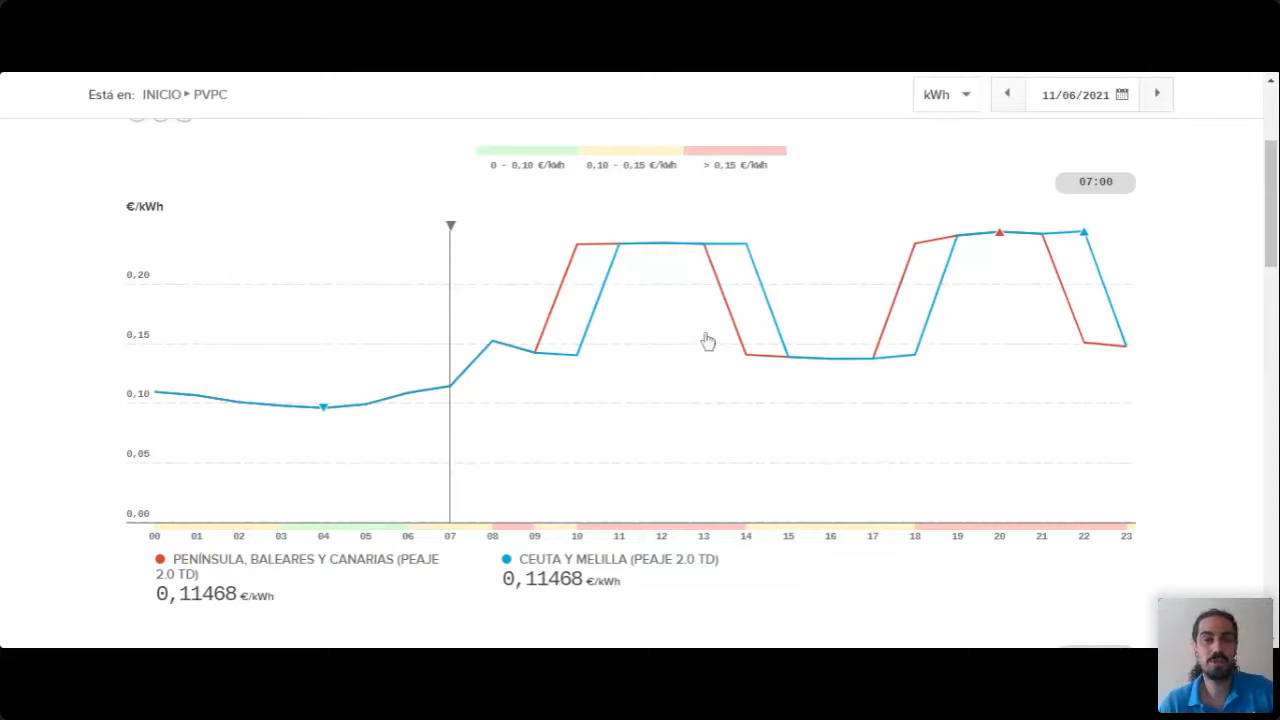 Está en: INICIO ▸ PVPC
kWh
11/06/2021
0 - 0,10 €/kWh 0,10 - 0,15 €/kWh > 0,15 €/kWh
07:00
€/kWh
0,20
0,15
0,10
0,05
0,00
00 01 02 03 04 05 06 07 08 09 10 11 12 13 14 15 16 17 18 19 20 21 22 23
PENÍNSULA, BALEARES Y CANARIAS (PEAJE
2.0 TD)
0,11468 €/kWh
CEUTA Y MELILLA (PEAJE 2.0 TD)
0,11468 €/kWh